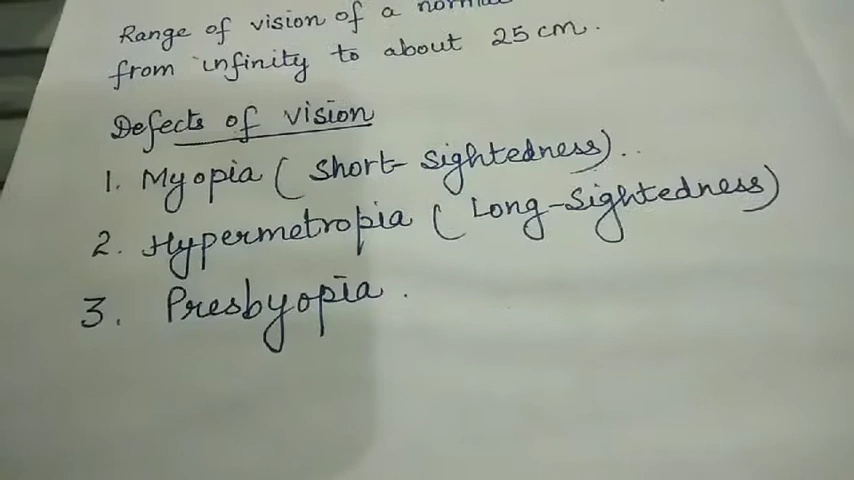 Range of vision of a
from infinity to about 25 cm.
Defects of vision
1. Myopia (Short-Sightedness)..
2. Hypermetropia (Long-Sightedness)
3. Presbyopia.